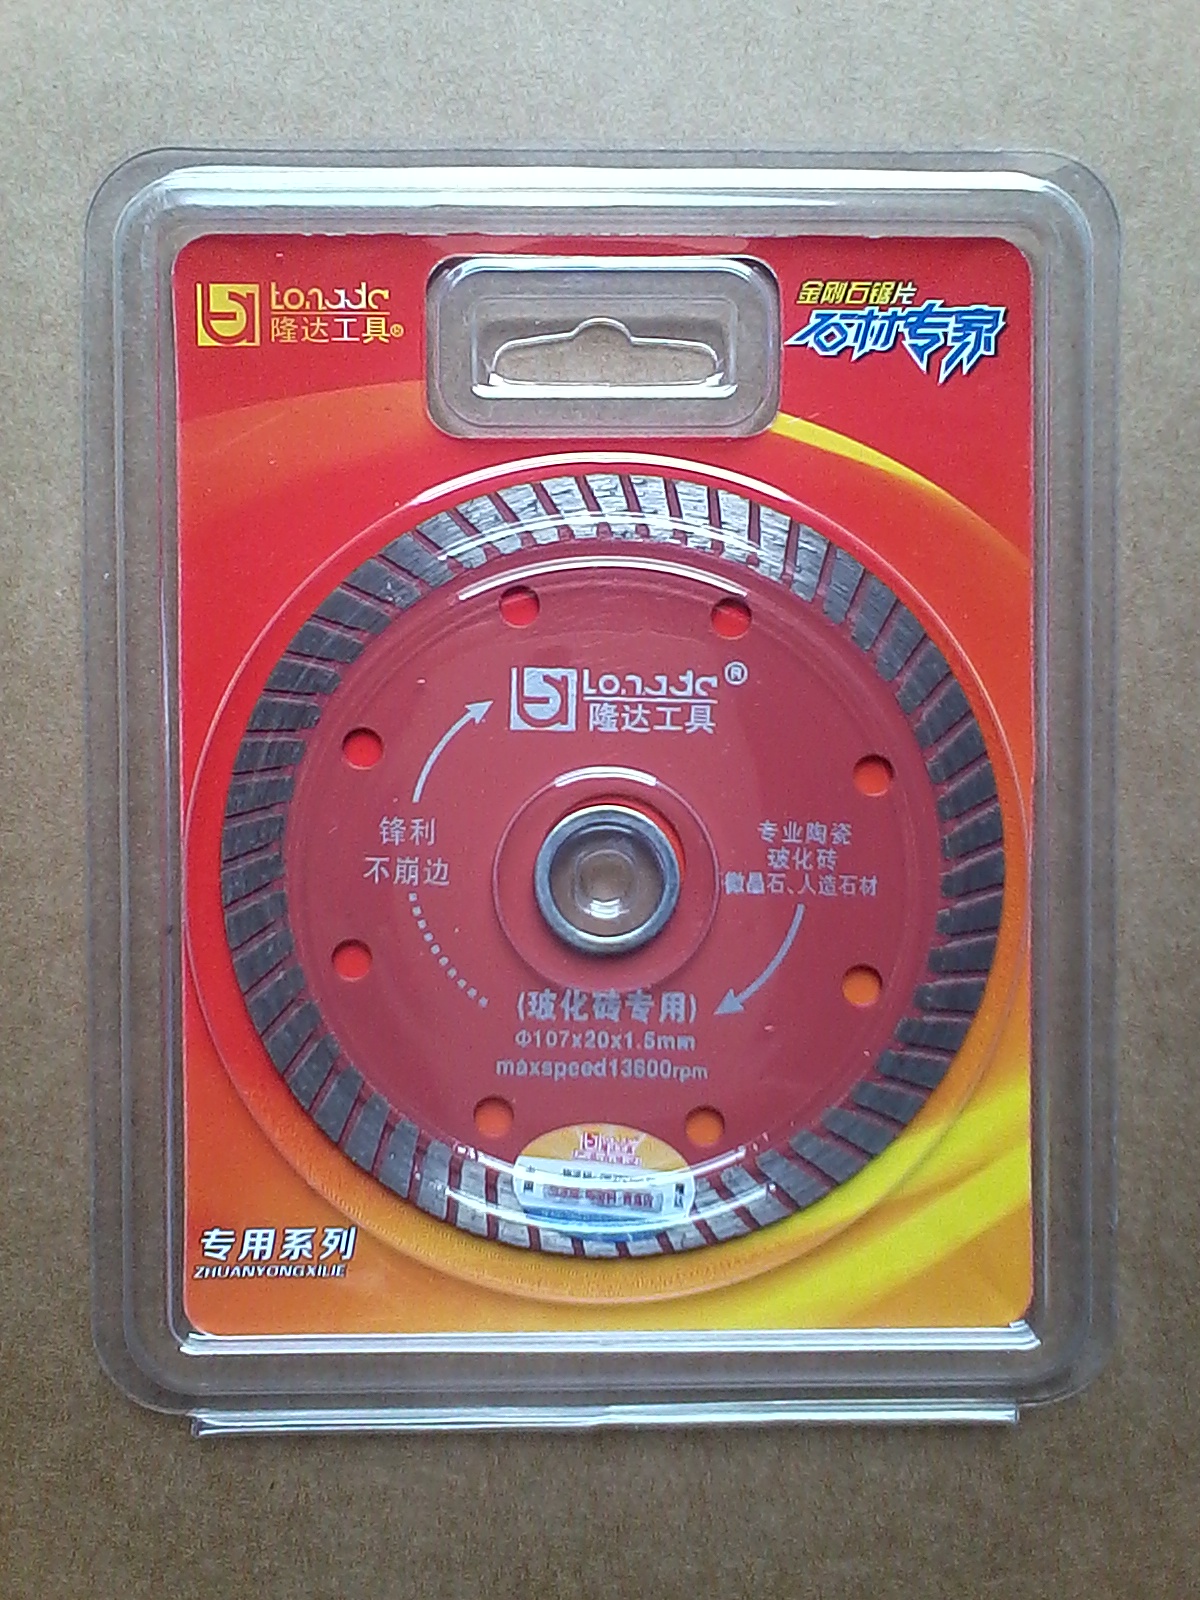 隆达工具®
金刚石锯片
石材专家
®
隆达工具
锋利
不崩边
专业陶瓷
玻化砖
微晶石、人造石材
(玻化砖专用)
Φ107x20x1.5mm
maxspeed13600rpm
专用系列
ZHUANYONGXILIE